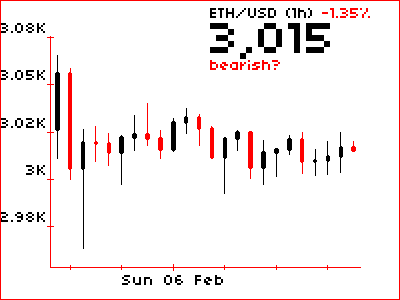 ETH/USD (1h) -1.35%
3,015
bearish?
3.08K
3.05K
3.02K
3K
2.98K
Sun 06 Feb